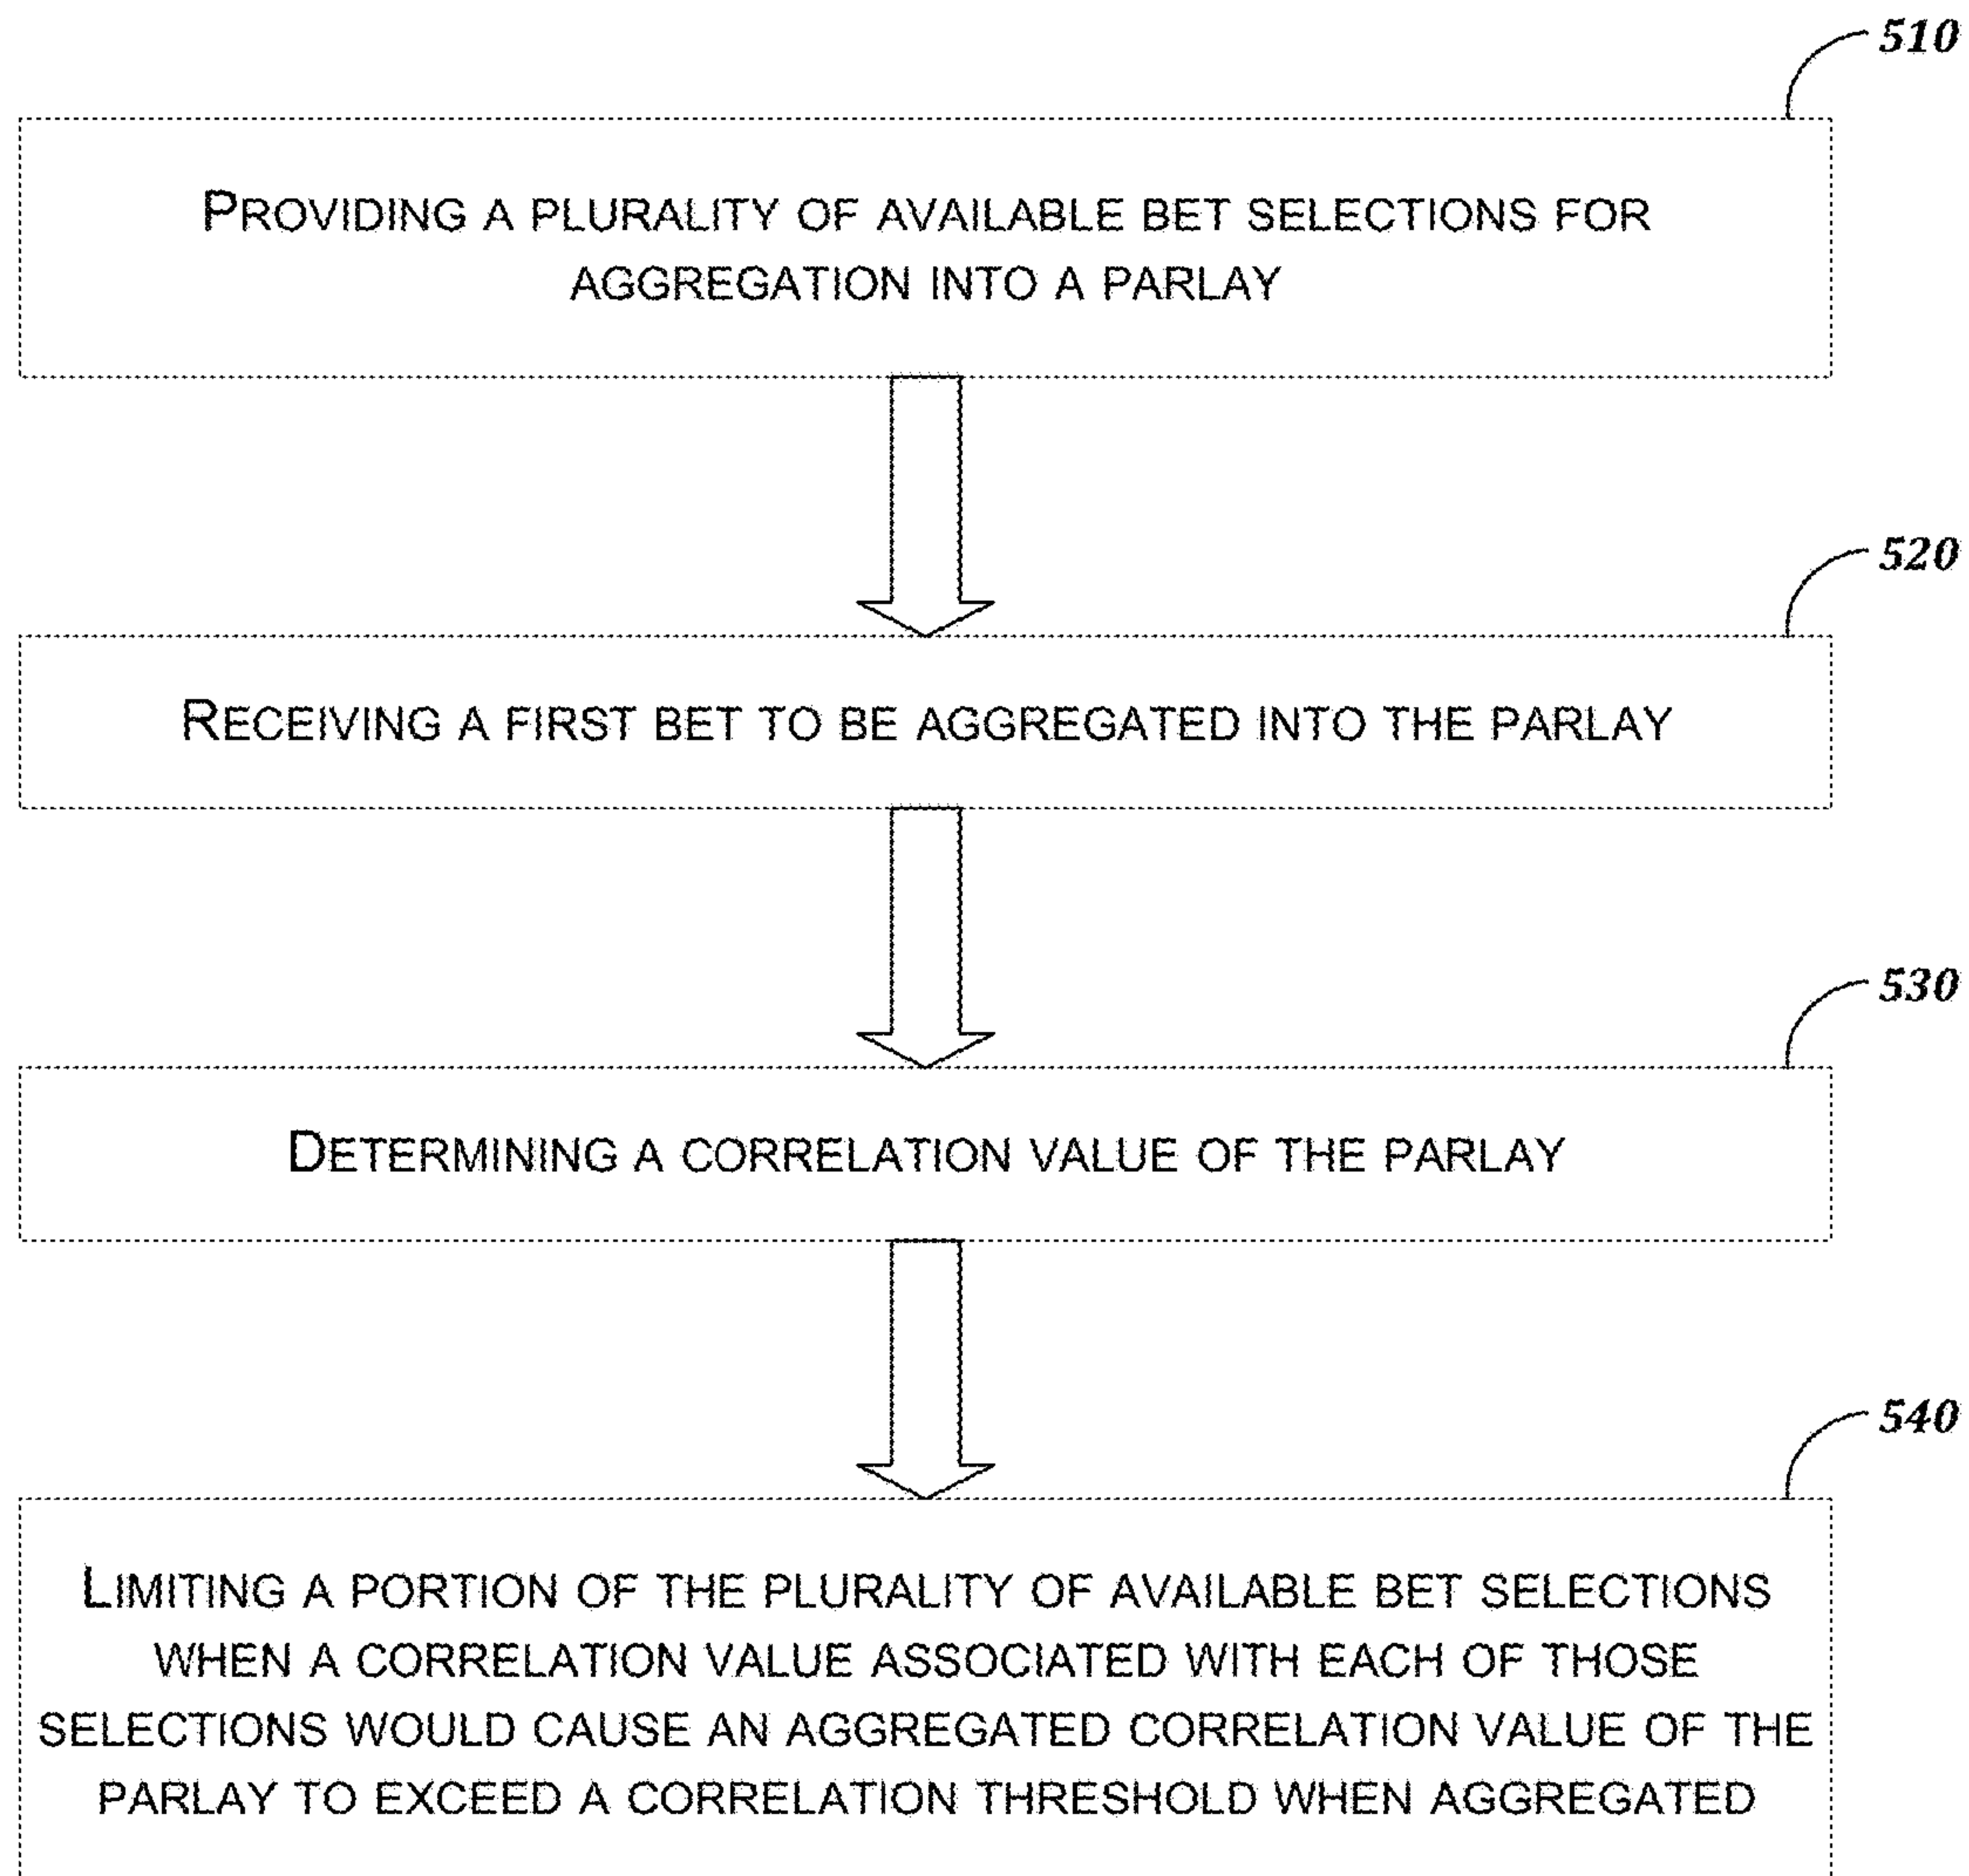 510
PROVIDING A PLURALITY OF AVAILABLE BET SELECTIONS FOR
AGGREGATION INTO A PARLAY
520
RECEIVING A FIRST BET TO BE AGGREGATED INTO THE PARLAY
530
DETERMINING A CORRELATION VALUE OF THE PARLAY
540
LIMITING A PORTION OF THE PLURALITY OF AVAILABLE BET SELECTIONS
WHEN A CORRELATION VALUE ASSOCIATED WITH EACH OF THOSE
SELECTIONS WOULD CAUSE AN AGGREGATED CORRELATION VALUE OF THE
PARLAY TO EXCEED A CORRELATION THRESHOLD WHEN AGGREGATED